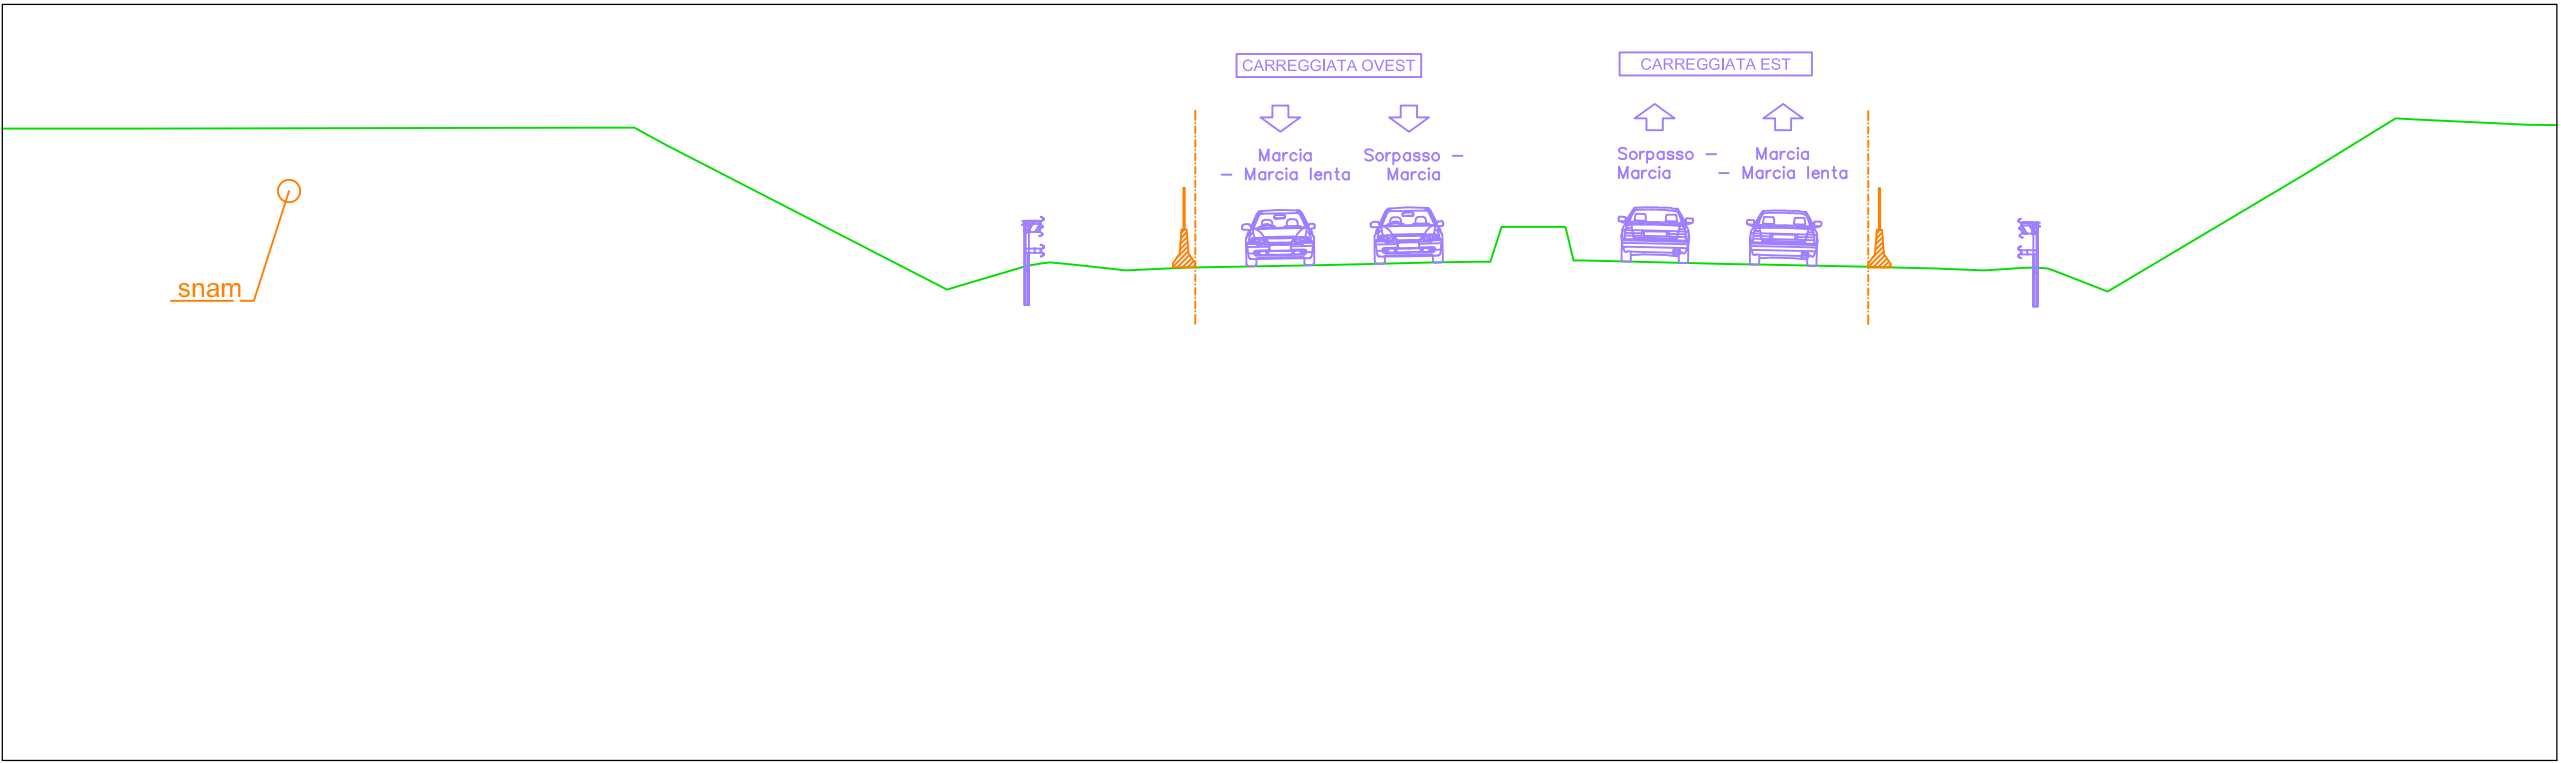 CARREGGIATA OVEST
CARREGGIATA EST
Marcia
- Marcia lenta
Sorpasso -
Marcia
Sorpasso -
Marcia
Marcia
- Marcia lenta
snam